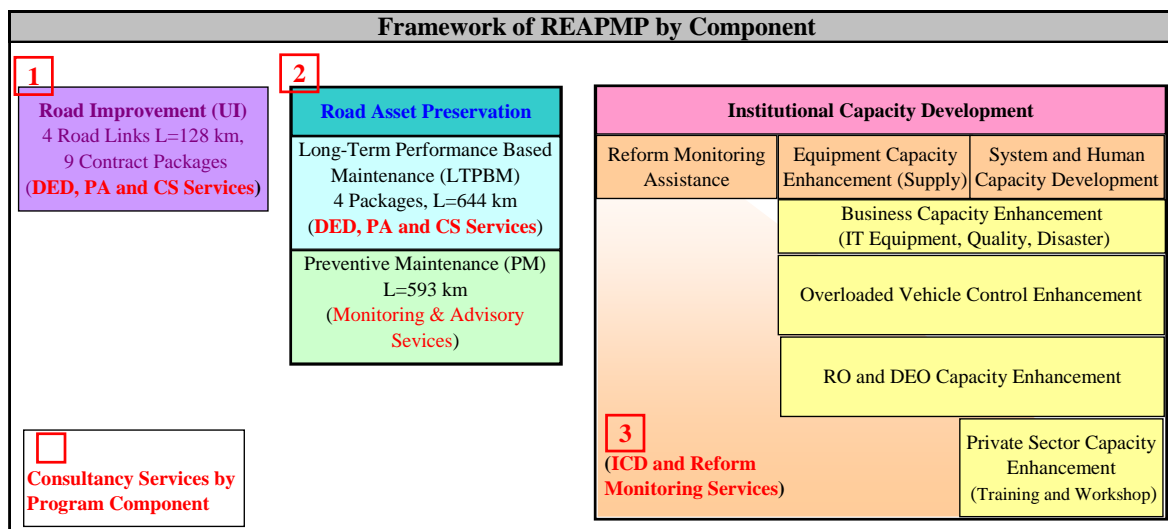 Framework of REAPMP by Component
1
Road Improvement (UI)
4 Road Links L=128 km,
9 Contract Packages
(DED, PA and CS Services)
2
Road Asset Preservation
Long-Term Performance Based
Maintenance (LTPBM)
4 Packages, L=644 km
(DED, PA and CS Services)
Preventive Maintenance (PM)
L=593 km
(Monitoring & Advisory
Sevices)
Institutional Capacity Development
Reform Monitoring
Assistance
Equipment Capacity
Enhancement (Supply)
System and Human
Capacity Development
Business Capacity Enhancement
(IT Equipment, Quality, Disaster)
Overloaded Vehicle Control Enhancement
RO and DEO Capacity Enhancement
Private Sector Capacity
Enhancement
(Training and Workshop)
3
(ICD and Reform
Monitoring Services)
Consultancy Services by
Program Component